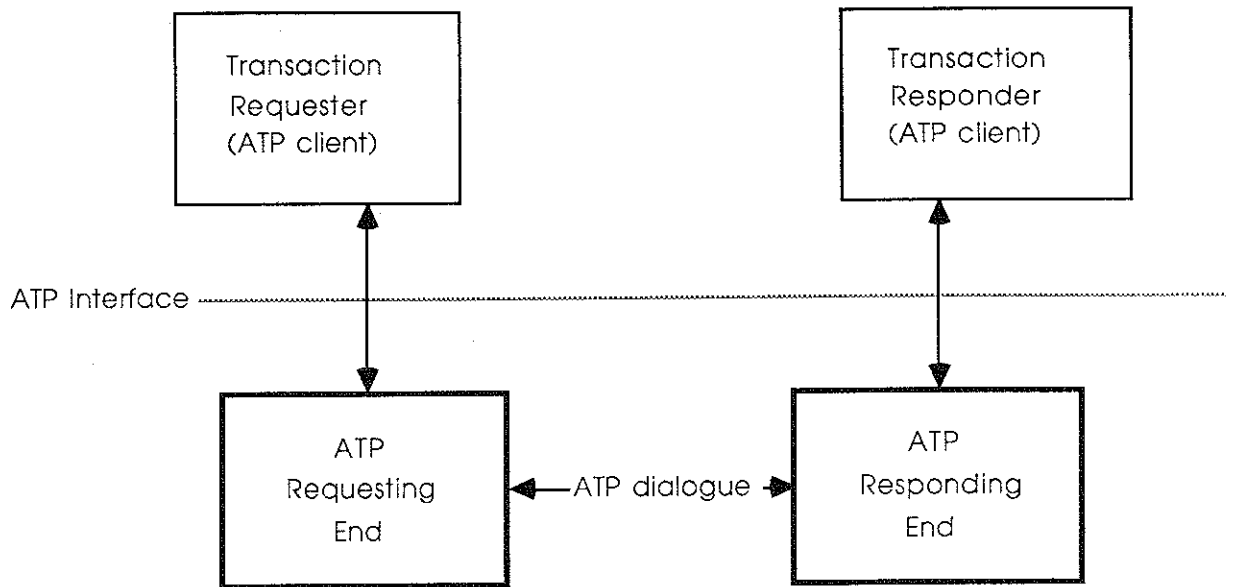 Transaction
Requester
(ATP client)
Transaction
Responder
(ATP client)
ATP Interface
ATP
Requesting
End
ATP dialogue
ATP
Responding
End